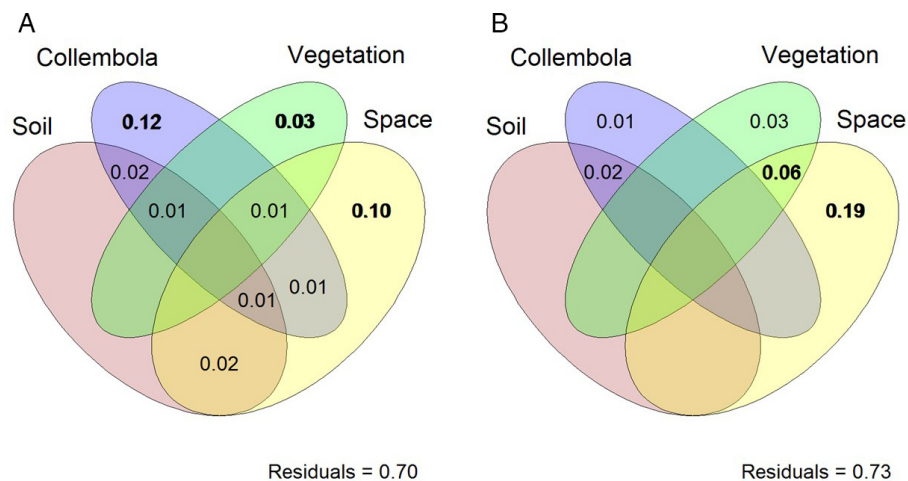 A
Collembola
Vegetation
Soil
Space
0.12
0.03
0.02
0.01
0.01
0.10
0.01
0.01
0.02
Residuals = 0.70
B
Collembola
Vegetation
Soil
Space
0.01
0.03
0.02
0.06
0.19
Residuals = 0.73